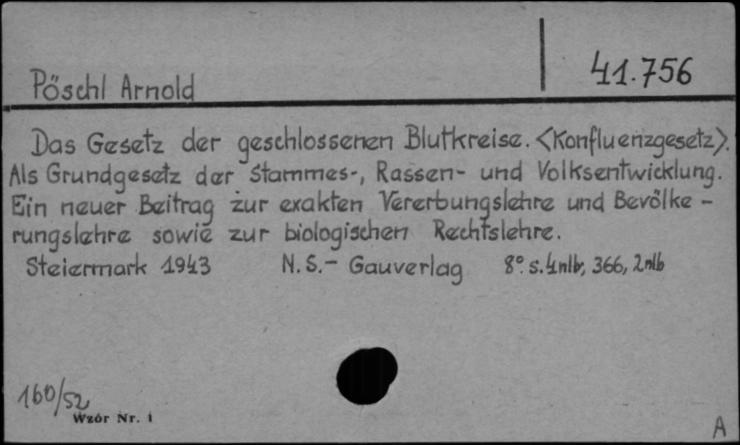 41.756
Pöschl Arnold
Das Gesetz der geschlossenen Blutkreise. <Konfluenzgesetz>.
Als Grundgesetz der Stammes-, Rassen- und Volksentwicklung.
Ein neuer Beitrag zur exakten Vererbungslehre und Bevölke-
rungslehre sowie zur biologischen Rechtslehre.
Steiermark 1943 N.S.- Gauverlag 8° s. 4nlb, 366, 2nlb
160/52
Wzór Nr. 1
A